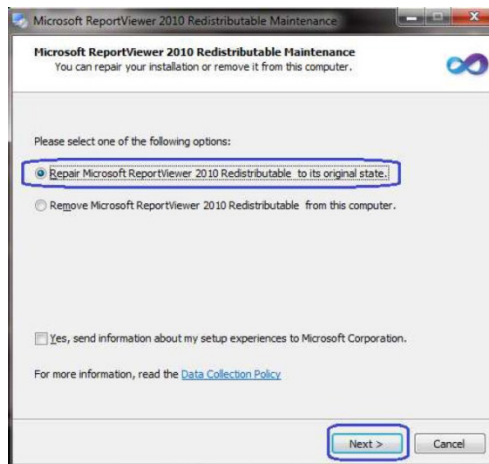 Microsoft ReportViewer 2010 Redistributable Maintenance
Microsoft ReportViewer 2010 Redistributable Maintenance
You can repair your installation or remove it from this computer.
Please select one of the following options:
Repair Microsoft ReportViewer 2010 Redistributable to its original state.
Remove Microsoft ReportViewer 2010 Redistributable from this computer.
Yes, send information about my setup experiences to Microsoft Corporation.
For more information, read the Data Collection Policy
Next > Cancel